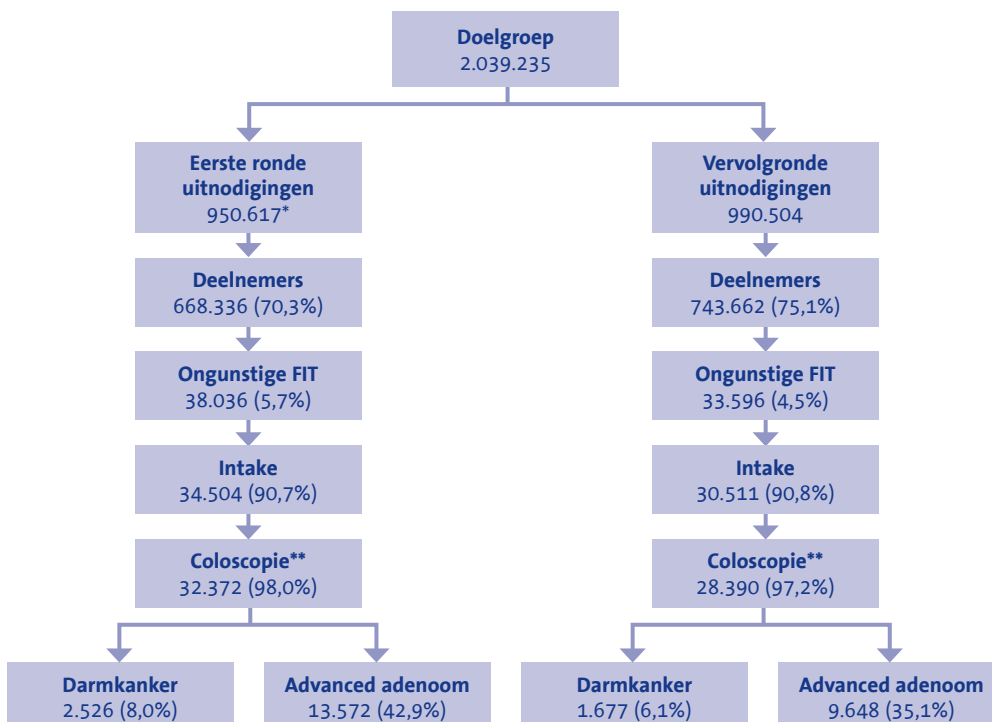 Doelgroep
2.039.235
Eerste ronde
uitnodigingen
950.617*
Deelnemers
668.336 (70,3%)
Ongunstige FIT
38.036 (5,7%)
Intake
34.504 (90,7%)
Coloscopie**
32.372 (98,0%)
Darmkanker
2.526 (8,0%)
Advanced adenoom
13.572 (42,9%)
Vervolgronde
uitnodigingen
990.504
Deelnemers
743.662 (75,1%)
Ongunstige FIT
33.596 (4,5%)
Intake
30.511 (90,8%)
Coloscopie**
28.390 (97,2%)
Darmkanker
1.677 (6,1%)
Advanced adenoom
9.648 (35,1%)